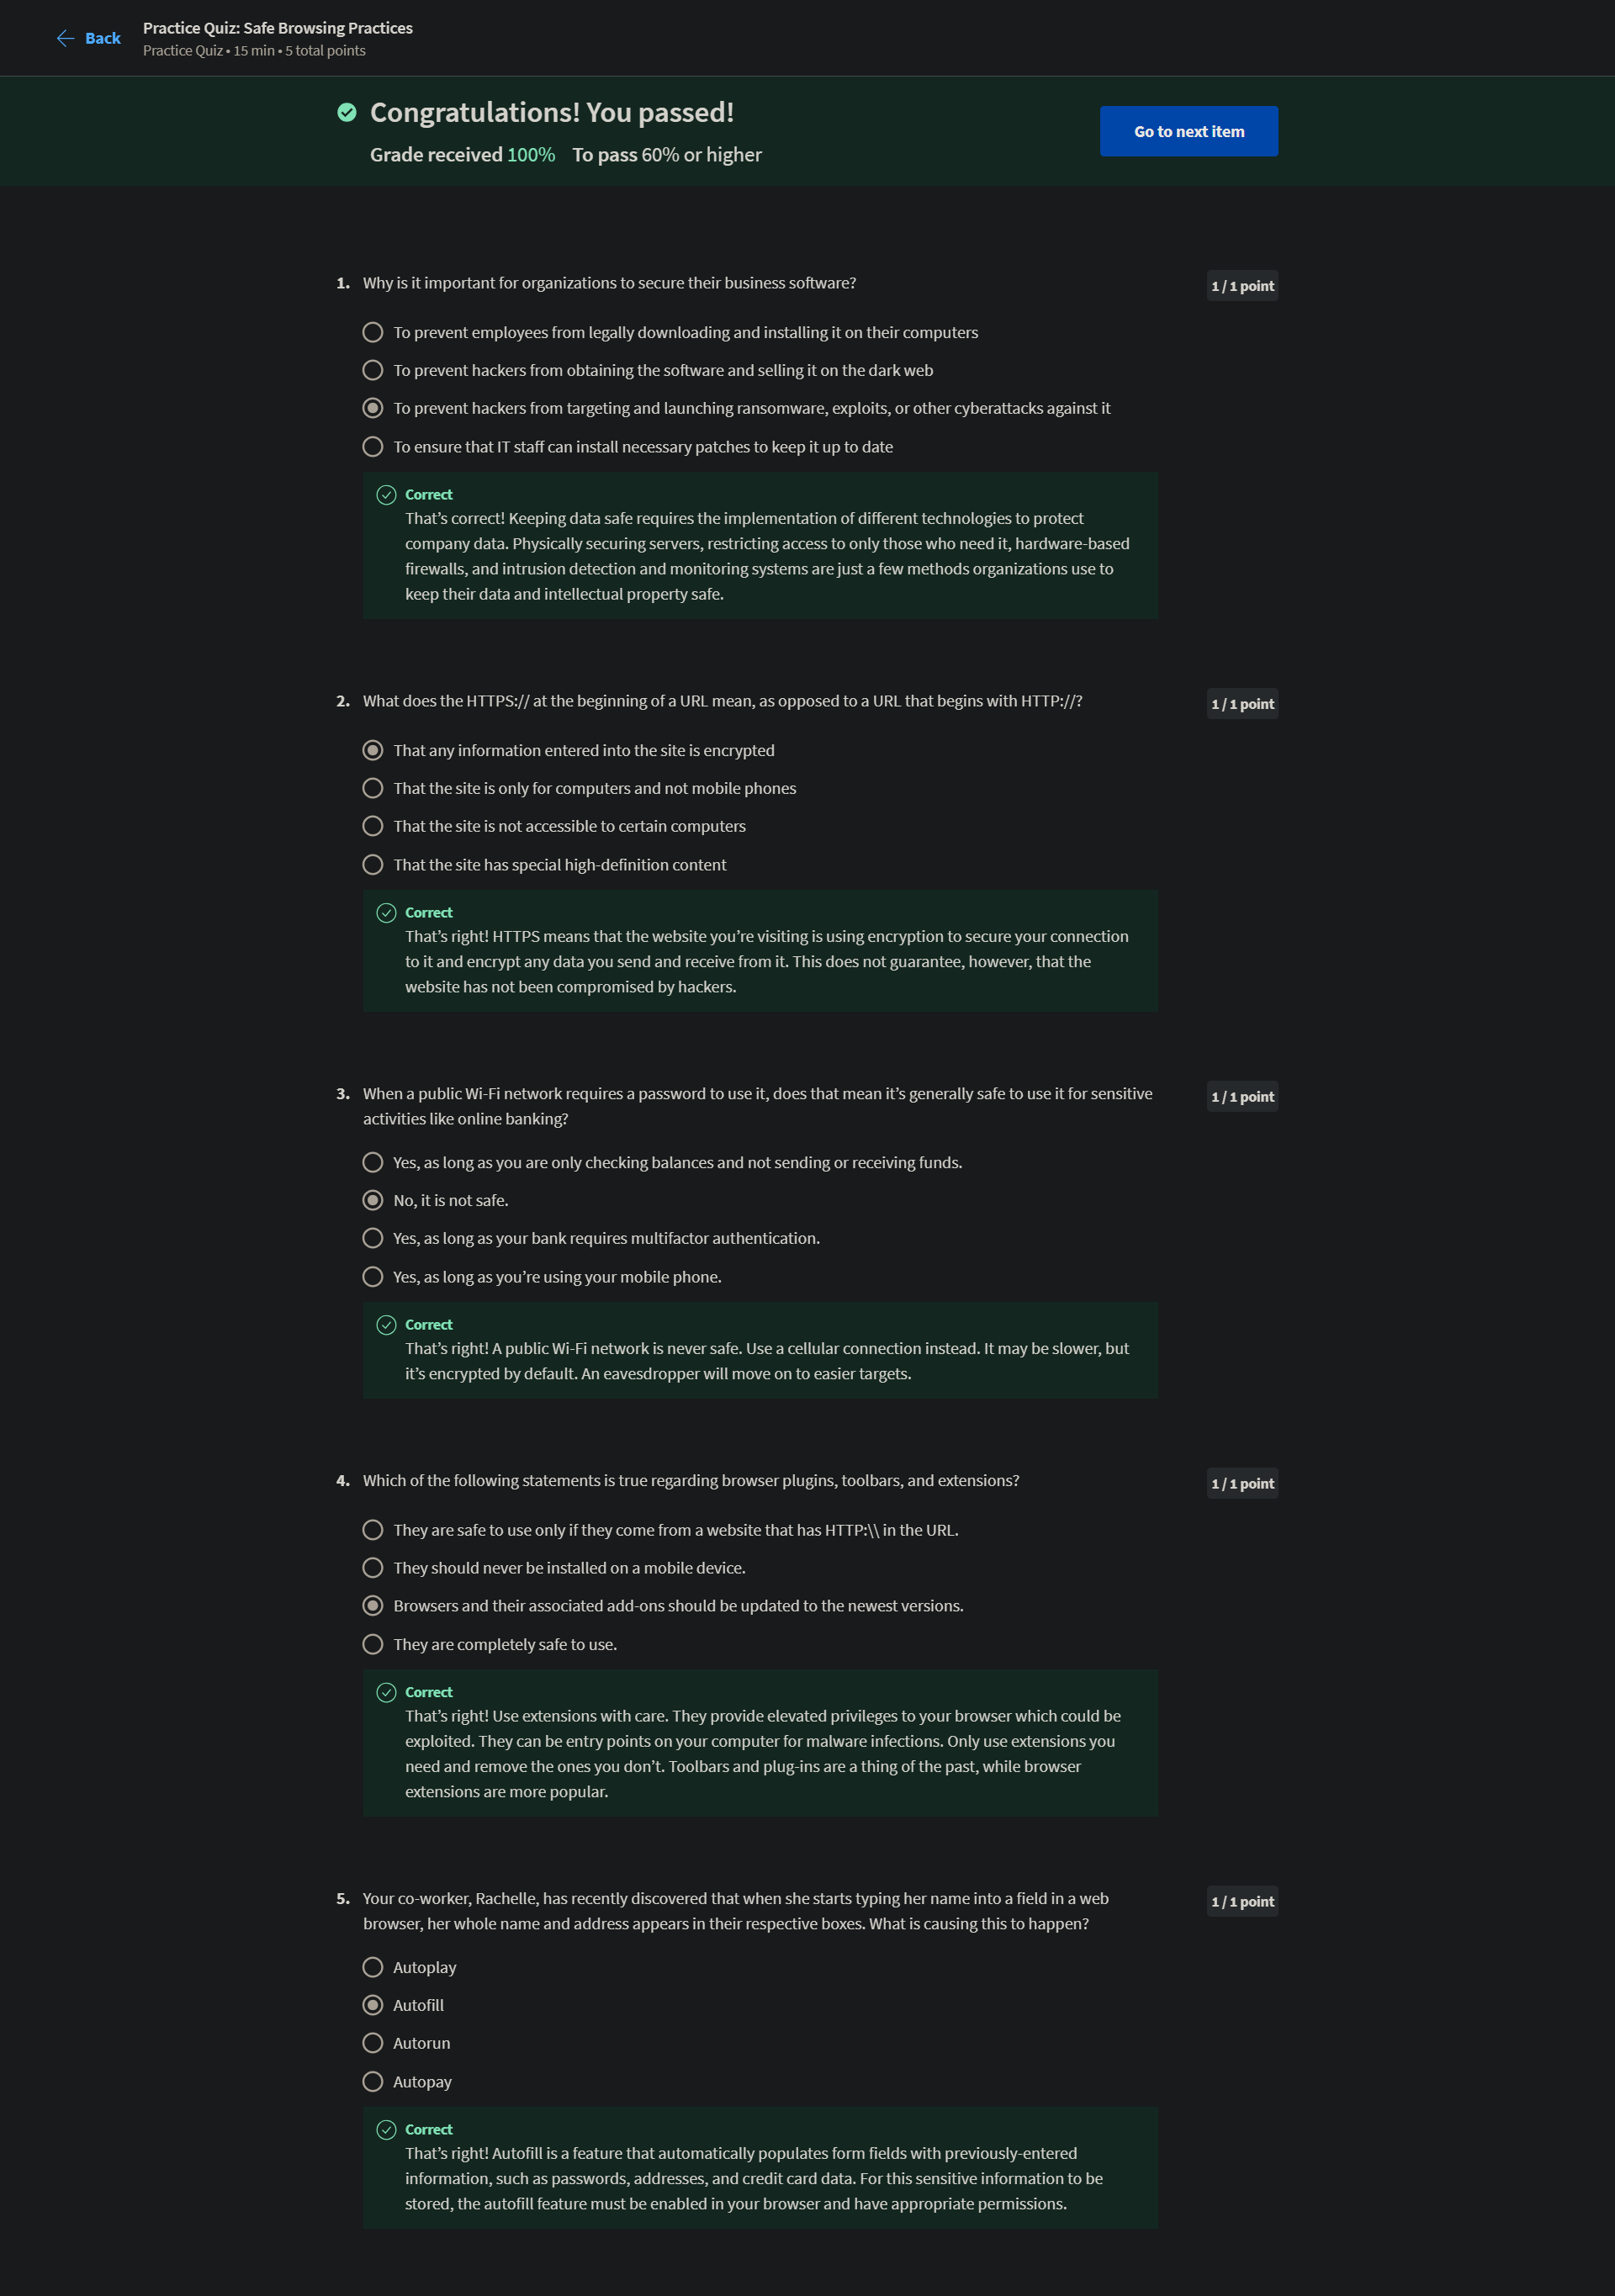 Back
Practice Quiz: Safe Browsing Practices
Practice Quiz • 15 min • 5 total points
Congratulations! You passed!
Grade received 100% To pass 60% or higher
Go to next item
1. Why is it important for organizations to secure their business software?
1 / 1 point
To prevent employees from legally downloading and installing it on their computers
To prevent hackers from obtaining the software and selling it on the dark web
To prevent hackers from targeting and launching ransomware, exploits, or other cyberattacks against it
To ensure that IT staff can install necessary patches to keep it up to date
Correct
That’s correct! Keeping data safe requires the implementation of different technologies to protect
company data. Physically securing servers, restricting access to only those who need it, hardware-based
firewalls, and intrusion detection and monitoring systems are just a few methods organizations use to
keep their data and intellectual property safe.
2. What does the HTTPS:// at the beginning of a URL mean, as opposed to a URL that begins with HTTP://?
1 / 1 point
That any information entered into the site is encrypted
That the site is only for computers and not mobile phones
That the site is not accessible to certain computers
That the site has special high-definition content
Correct
That’s right! HTTPS means that the website you’re visiting is using encryption to secure your connection
to it and encrypt any data you send and receive from it. This does not guarantee, however, that the
website has not been compromised by hackers.
3. When a public Wi-Fi network requires a password to use it, does that mean it’s generally safe to use it for sensitive
activities like online banking?
1 / 1 point
Yes, as long as you are only checking balances and not sending or receiving funds.
No, it is not safe.
Yes, as long as your bank requires multifactor authentication.
Yes, as long as you’re using your mobile phone.
Correct
That’s right! A public Wi-Fi network is never safe. Use a cellular connection instead. It may be slower, but
it’s encrypted by default. An eavesdropper will move on to easier targets.
4. Which of the following statements is true regarding browser plugins, toolbars, and extensions?
1 / 1 point
They are safe to use only if they come from a website that has HTTP:\\ in the URL.
They should never be installed on a mobile device.
Browsers and their associated add-ons should be updated to the newest versions.
They are completely safe to use.
Correct
That’s right! Use extensions with care. They provide elevated privileges to your browser which could be
exploited. They can be entry points on your computer for malware infections. Only use extensions you
need and remove the ones you don’t. Toolbars and plug-ins are a thing of the past, while browser
extensions are more popular.
5. Your co-worker, Rachelle, has recently discovered that when she starts typing her name into a field in a web
browser, her whole name and address appears in their respective boxes. What is causing this to happen?
1 / 1 point
Autoplay
Autofill
Autorun
Autopay
Correct
That’s right! Autofill is a feature that automatically populates form fields with previously-entered
information, such as passwords, addresses, and credit card data. For this sensitive information to be
stored, the autofill feature must be enabled in your browser and have appropriate permissions.